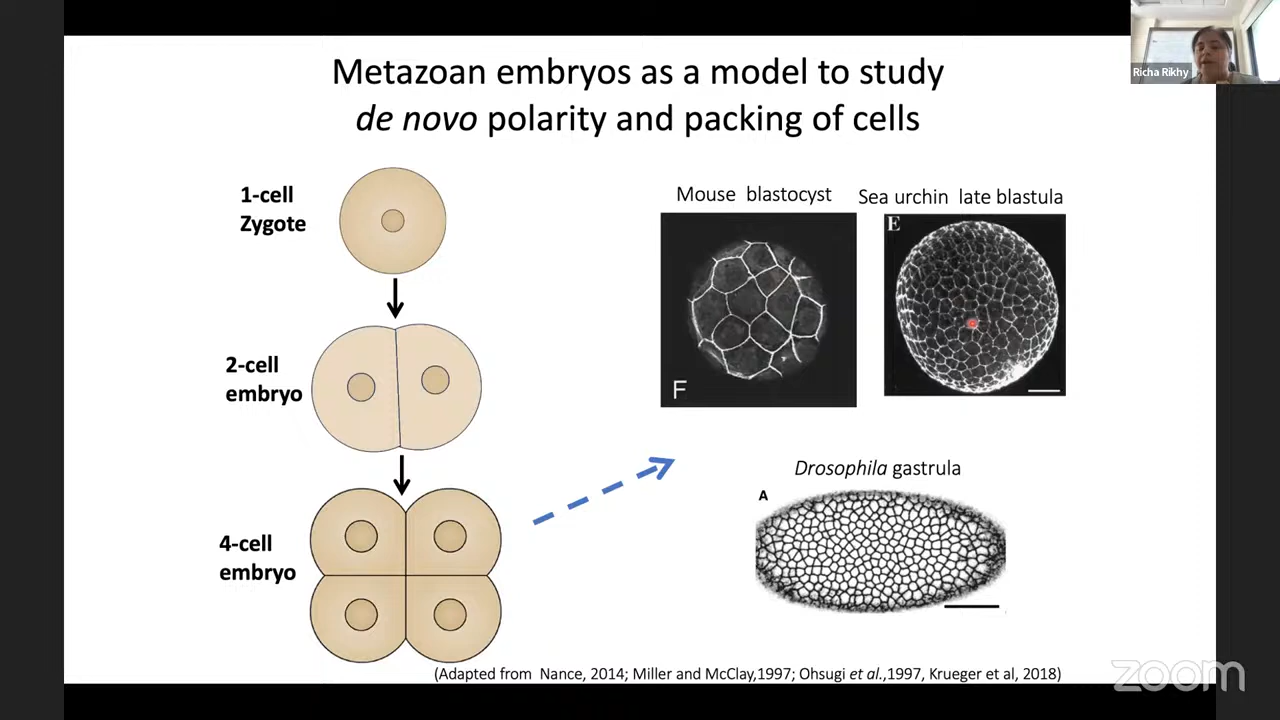 Metazoan embryos as a model to study
de novo polarity and packing of cells
Richa Rikhy
1-cell
Zygote
2-cell
embryo
4-cell
embryo
Mouse blastocyst
F
Sea urchin late blastula
E
Drosophila gastrula
A
(Adapted from Nance, 2014; Miller and McClay,1997; Ohsugi et al.,1997, Krueger et al, 2018)
zoom